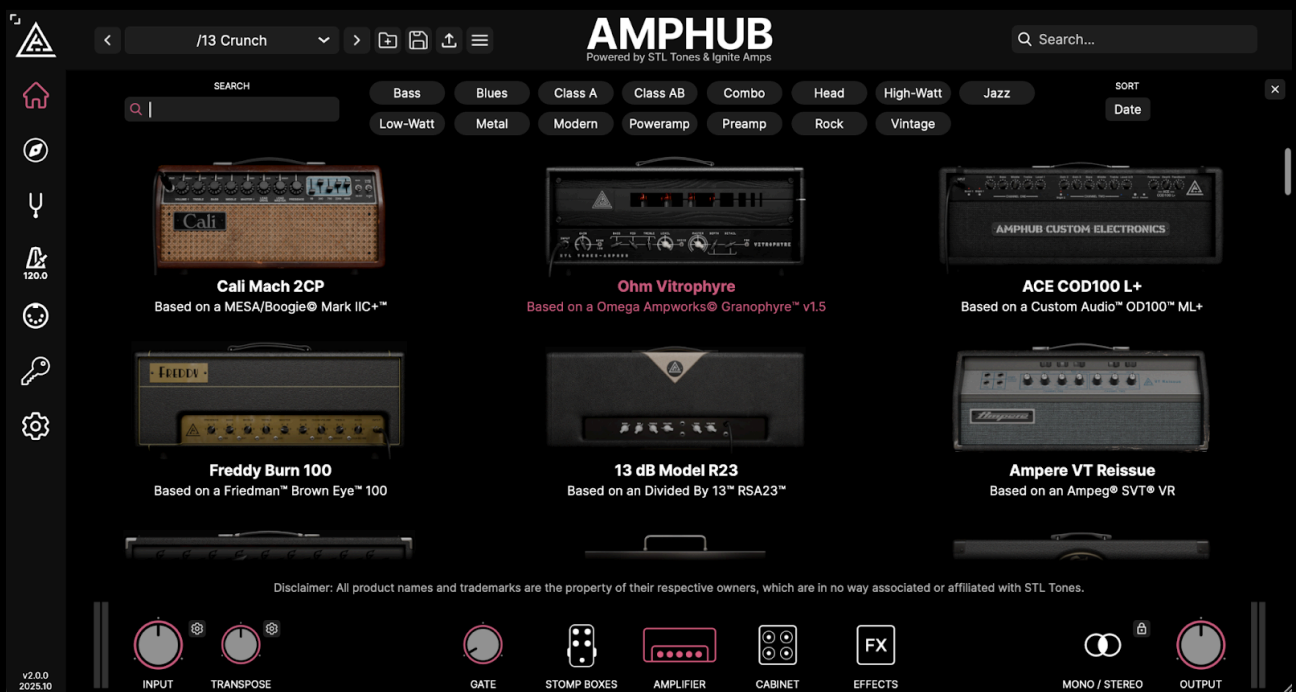 /13 Crunch
AMPHUB
Powered by STL Tones & Ignite Amps
Search...
SEARCH
Bass
Blues
Class A
Class AB
Combo
Head
High-Watt
Jazz
SORT
Low-Watt
Metal
Modern
Poweramp
Preamp
Rock
Vintage
Date
120.0
Cali
VITROPHYRE
AMPHUB CUSTOM ELECTRONICS
Cali Mach 2CP
Based on a MESA/Boogie© Mark IIC+™
Ohm Vitrophyre
Based on a Omega Ampworks© Granophyre™ v1.5
ACE COD100 L+
Based on a Custom Audio™ OD100™ ML+
FREDDY
VT Reissue
Ampere
Freddy Burn 100
Based on a Friedman™ Brown Eye™ 100
13 dB Model R23
Based on an Divided By 13™ RSA23™
Ampere VT Reissue
Based on an Ampeg® SVT® VR
Disclaimer: All product names and trademarks are the property of their respective owners, which are in no way associated or affiliated with STL Tones.
FX
v2.0.0
2025.10
INPUT
TRANSPOSE
GATE
STOMP BOXES
AMPLIFIER
CABINET
EFFECTS
MONO / STEREO
OUTPUT